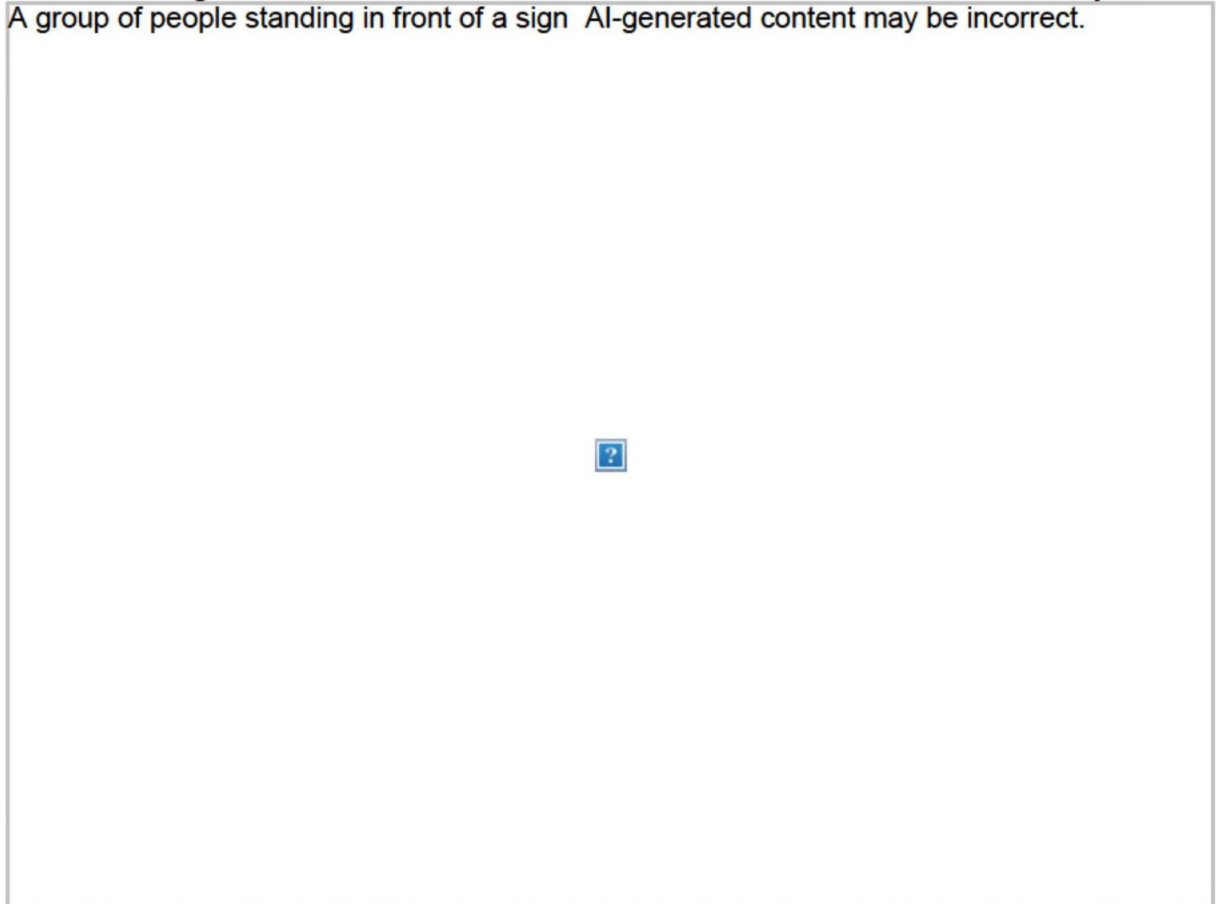 A group of people standing in front of a sign  AI-generated content may be incorrect.
?